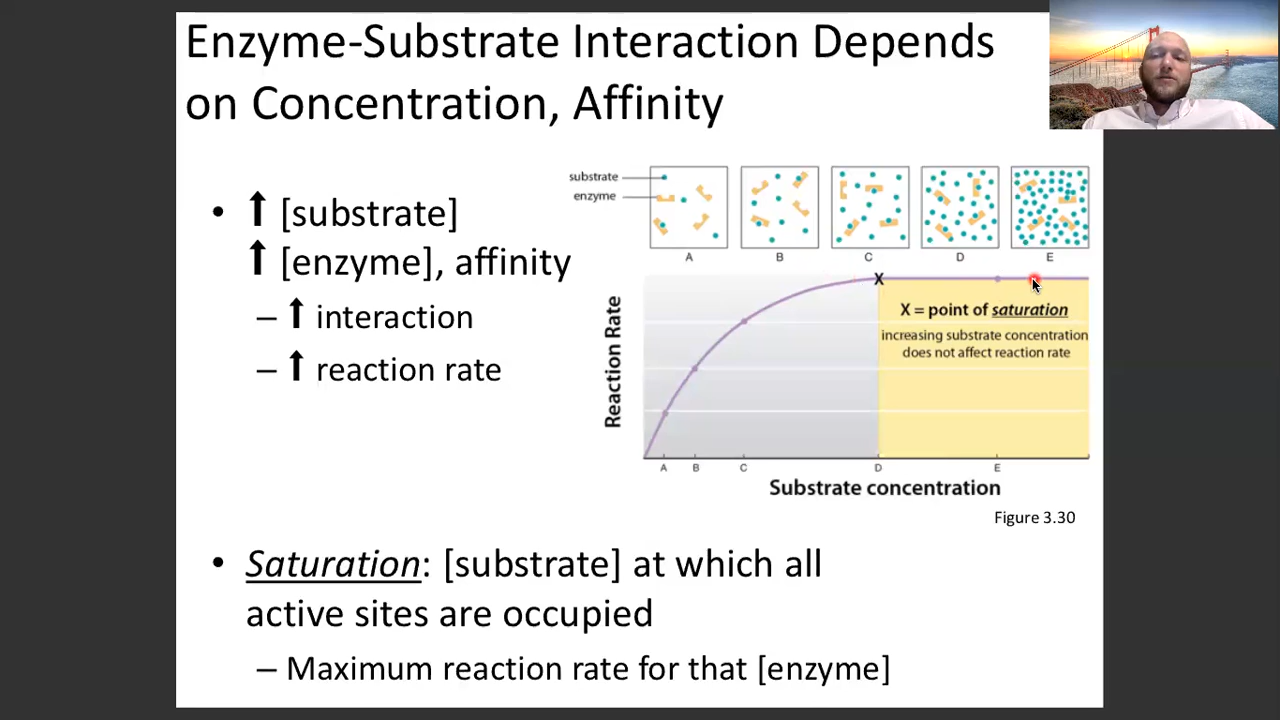 Enzyme-Substrate Interaction Depends
on Concentration, Affinity
• ⬆ [substrate]
⬆ [enzyme], affinity
– ⬆ interaction
– ⬆ reaction rate
substrate
enzyme
A B C D E
Reaction Rate
X
X = point of saturation
increasing substrate concentration
does not affect reaction rate
A B C D E
Substrate concentration
Figure 3.30
• Saturation: [substrate] at which all
active sites are occupied
– Maximum reaction rate for that [enzyme]